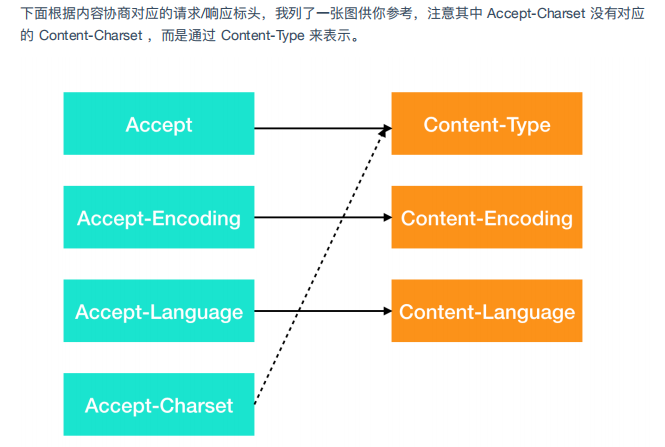 下面根据内容协商对应的请求/响应标头，我列了一张图供你参考，注意其中 Accept-Charset 没有对应
的 Content-Charset ，而是通过 Content-Type 来表示。
Accept
Content-Type
Accept-Encoding
Content-Encoding
Accept-Language
Content-Language
Accept-Charset